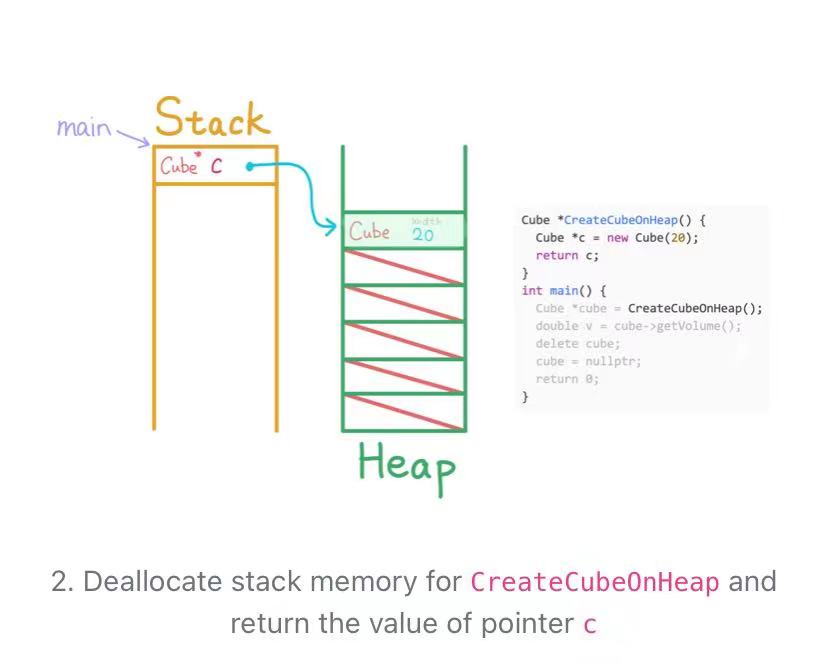 Stack
main
Cube* C
width
Cube 20
Heap
Cube *CreateCubeOnHeap() {
  Cube *c = new Cube(20);
  return c;
}
int main() {
  Cube *cube = CreateCubeOnHeap();
  double v = cube->getVolume();
  delete cube;
  cube = nullptr;
  return 0;
}
2. Deallocate stack memory for CreateCubeOnHeap and
return the value of pointer c